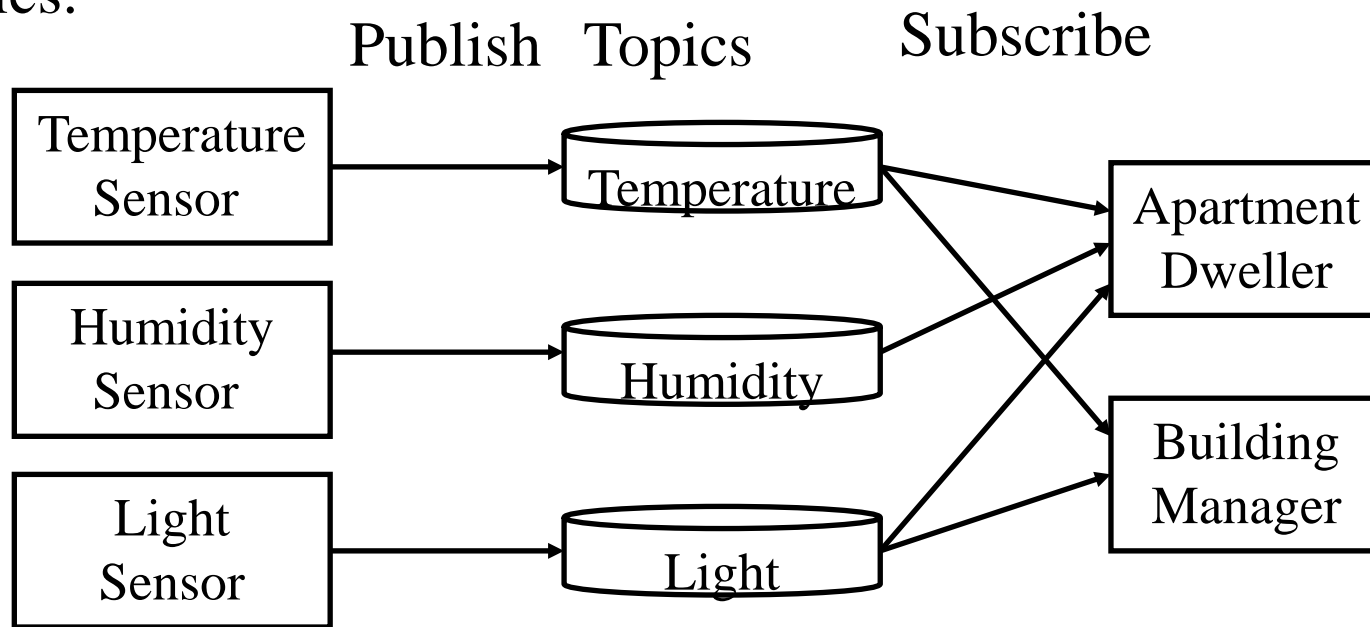 Publish Topics Subscribe
Temperature
Sensor
Temperature
Apartment
Dweller
Humidity
Sensor
Humidity
Building
Manager
Light
Sensor
Light